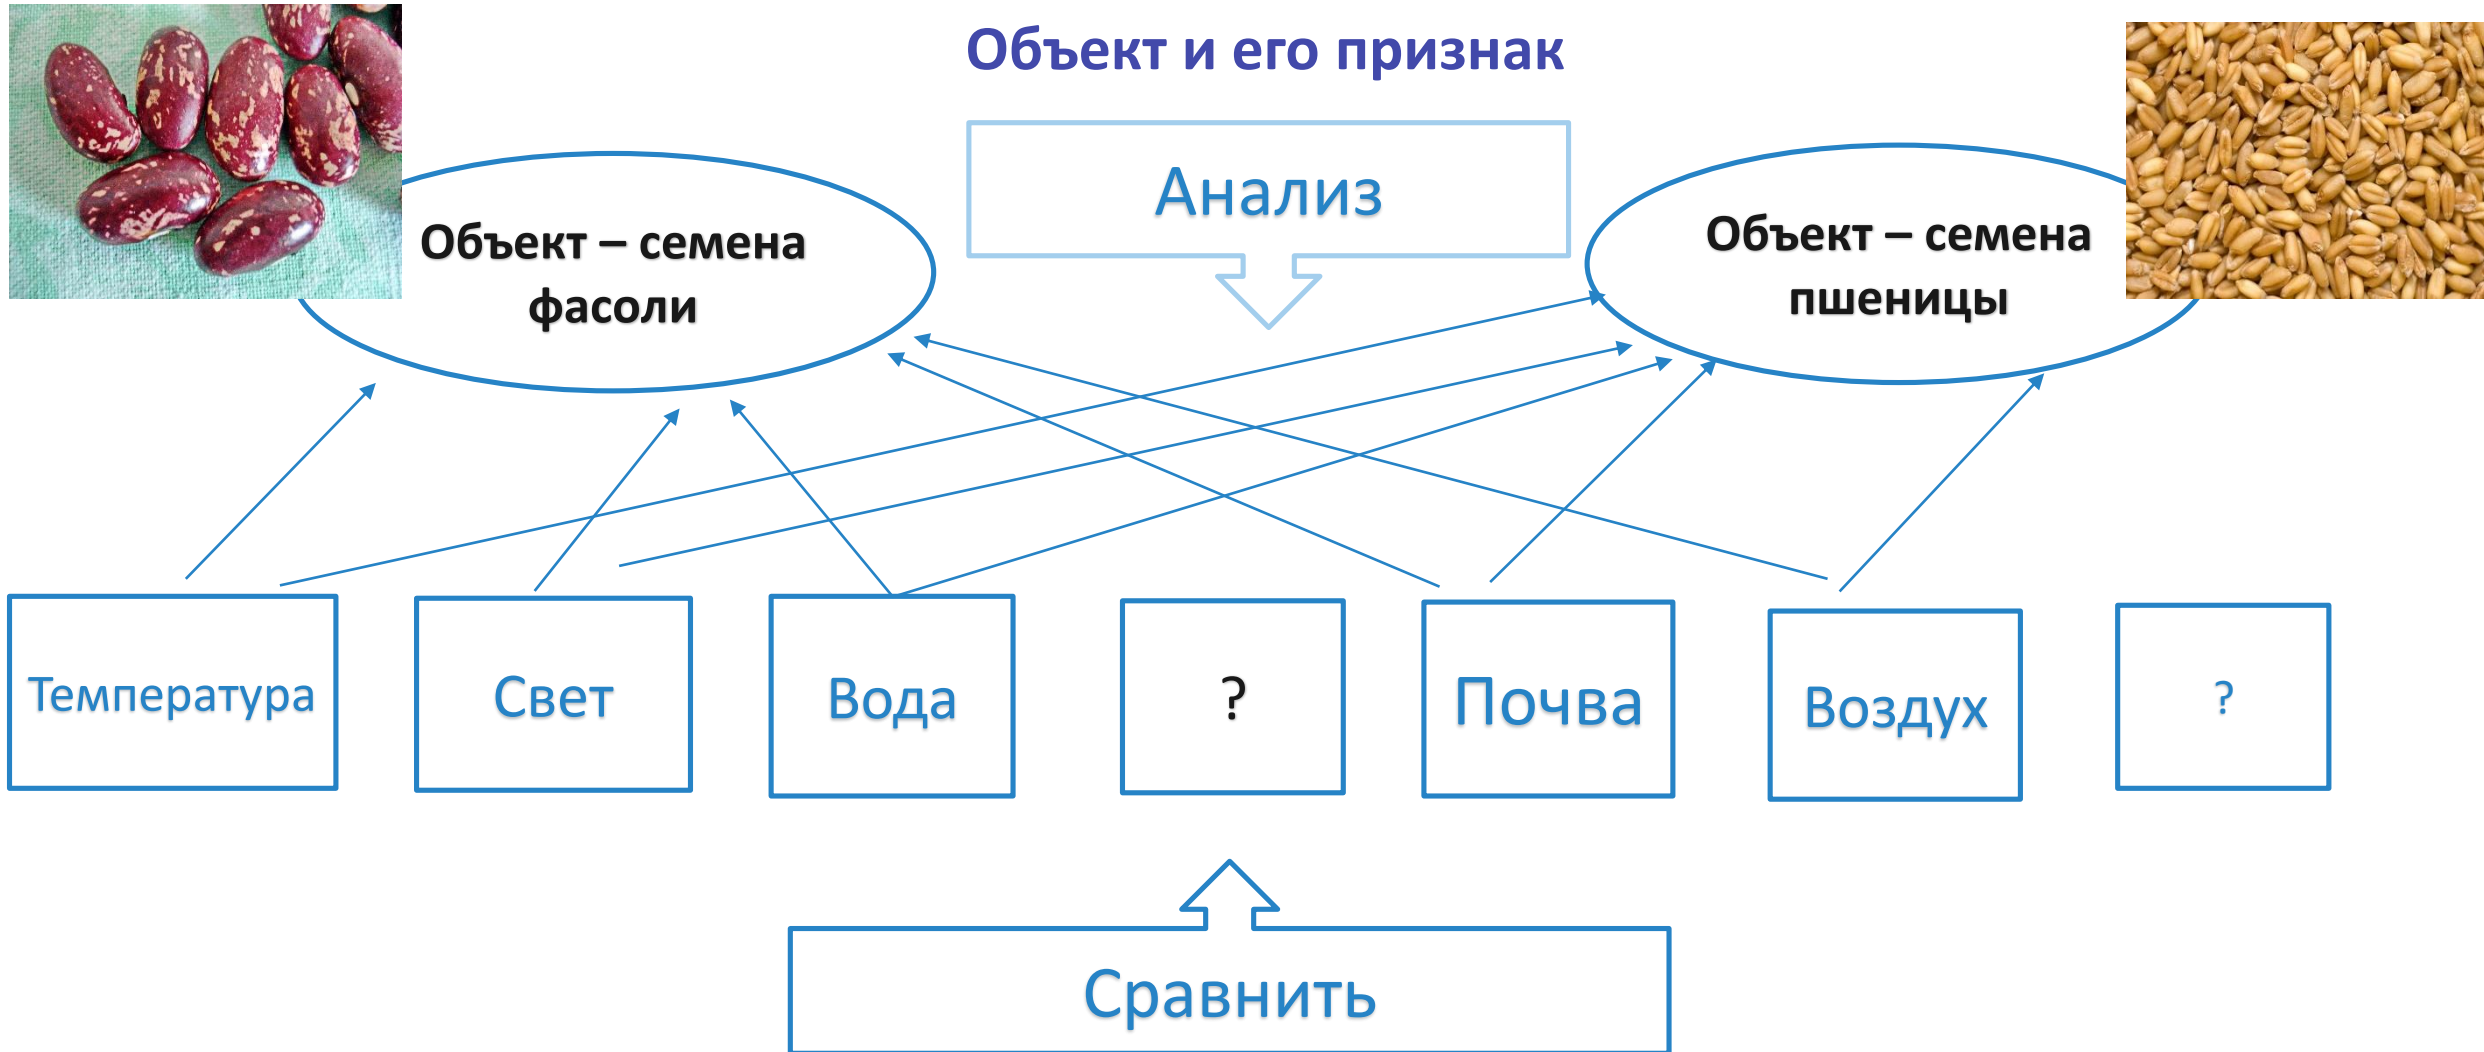 Объект и его признак
Анализ
Объект – семена
фасоли
Объект – семена
пшеницы
Температура
Свет
Вода
?
Почва
Воздух
?
Сравнить